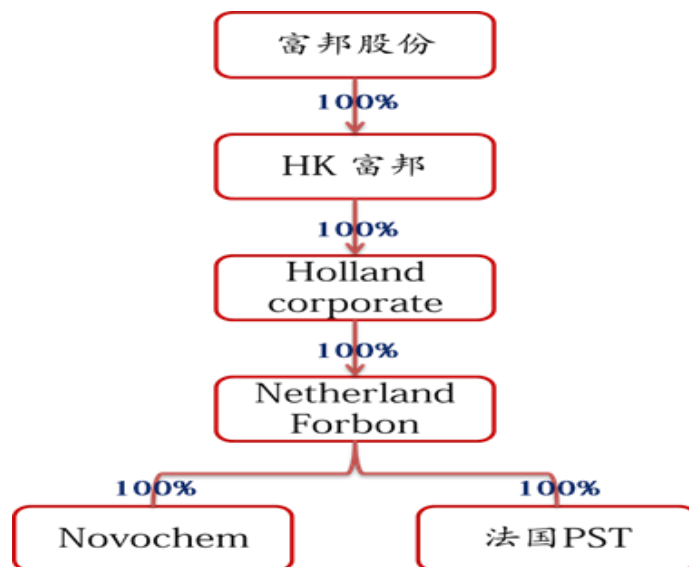 富邦股份
100%
HK 富邦
100%
Holland
corporate
100%
Netherland
Forbon
100%
100%
Novochem
法国PST